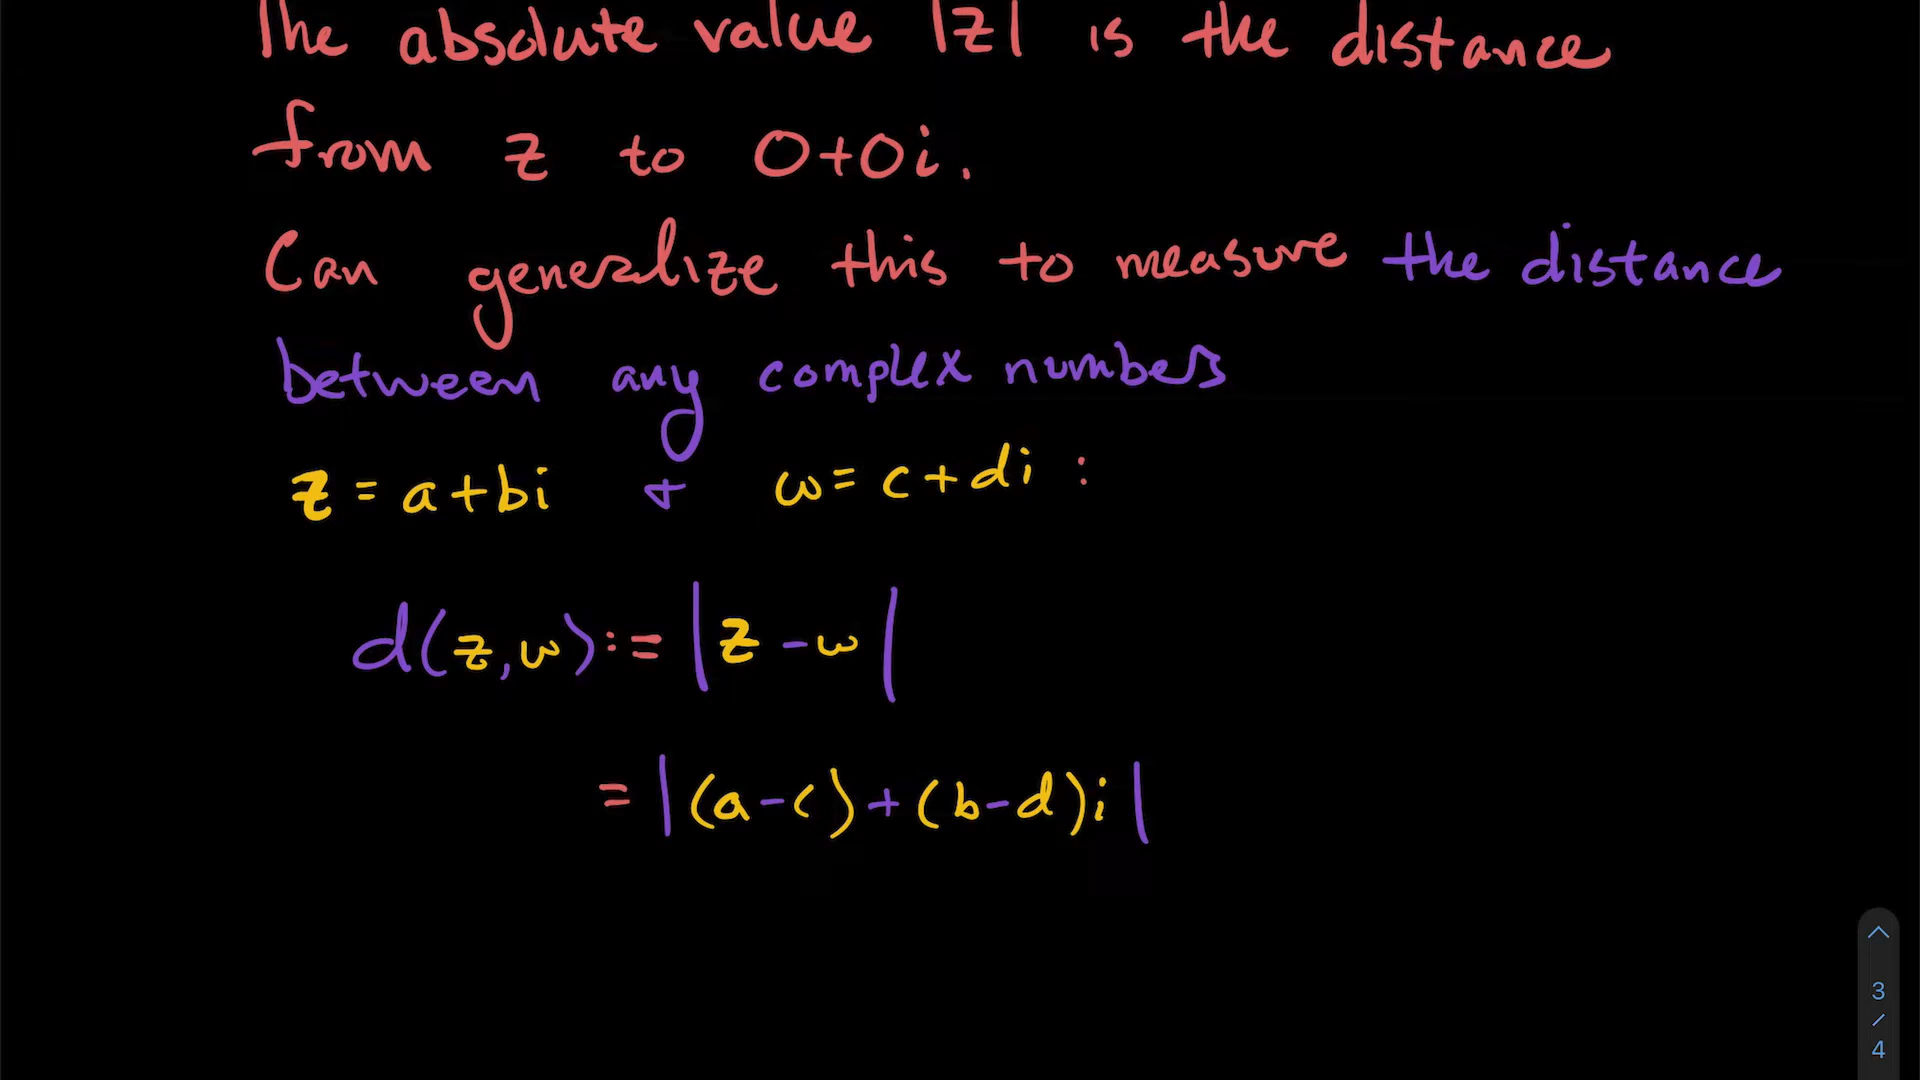 The absolute value |z| is the distance
from z to 0+0i.
Can generalize this to measure the distance
between any complex numbers
z = a+bi & w = c+di :
d(z,w) := |z - w|
= |(a-c)+(b-d)i|
3
/
4